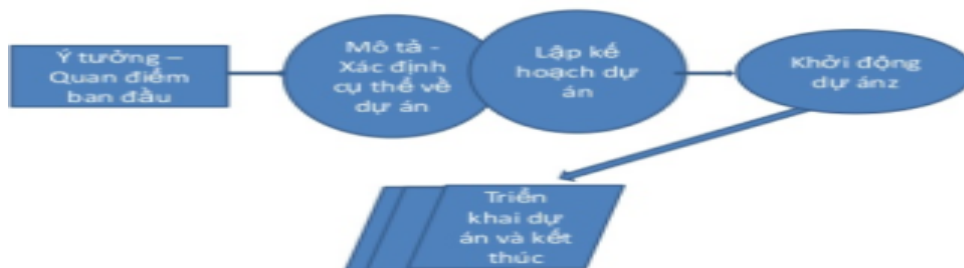 Ý tưởng –
Quan điểm
ban đầu
Mô tả -
Xác định
cụ thể về
dự án
Lập kế
hoạch dự
án
Khởi động
dự ánz
Triển
khai dự
án và kết
thúc